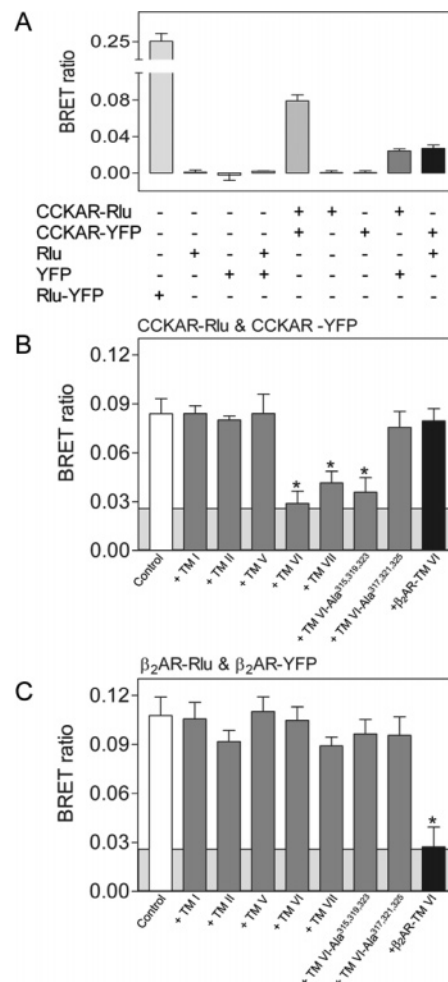 A
BRET ratio
0.25
0.08
0.04
0.00
CCKAR-Rlu - - - - + + - + -
CCKAR-YFP - - - - + - + - +
Rlu - + - + - - - - +
YFP - - + + - - - + -
Rlu-YFP + - - - - - - - -
B
CCKAR-Rlu & CCKAR -YFP
BRET ratio
0.12
0.09
0.06
0.03
0.00
* * *
Control
+ TM I
+ TM II
+ TM V
+ TM VI
+ TM VII
+ TM VI-Ala315,319,323
+ TM VI-Ala317,321,325
+β2AR-TM VI
C
β2AR-Rlu & β2AR-YFP
BRET ratio
0.12
0.09
0.06
0.03
0.00
*
Control
+ TM I
+ TM II
+ TM V
+ TM VI
+ TM VII
+ TM VI-Ala315,319,323
+ TM VI-Ala317,321,325
+β2AR-TM VI